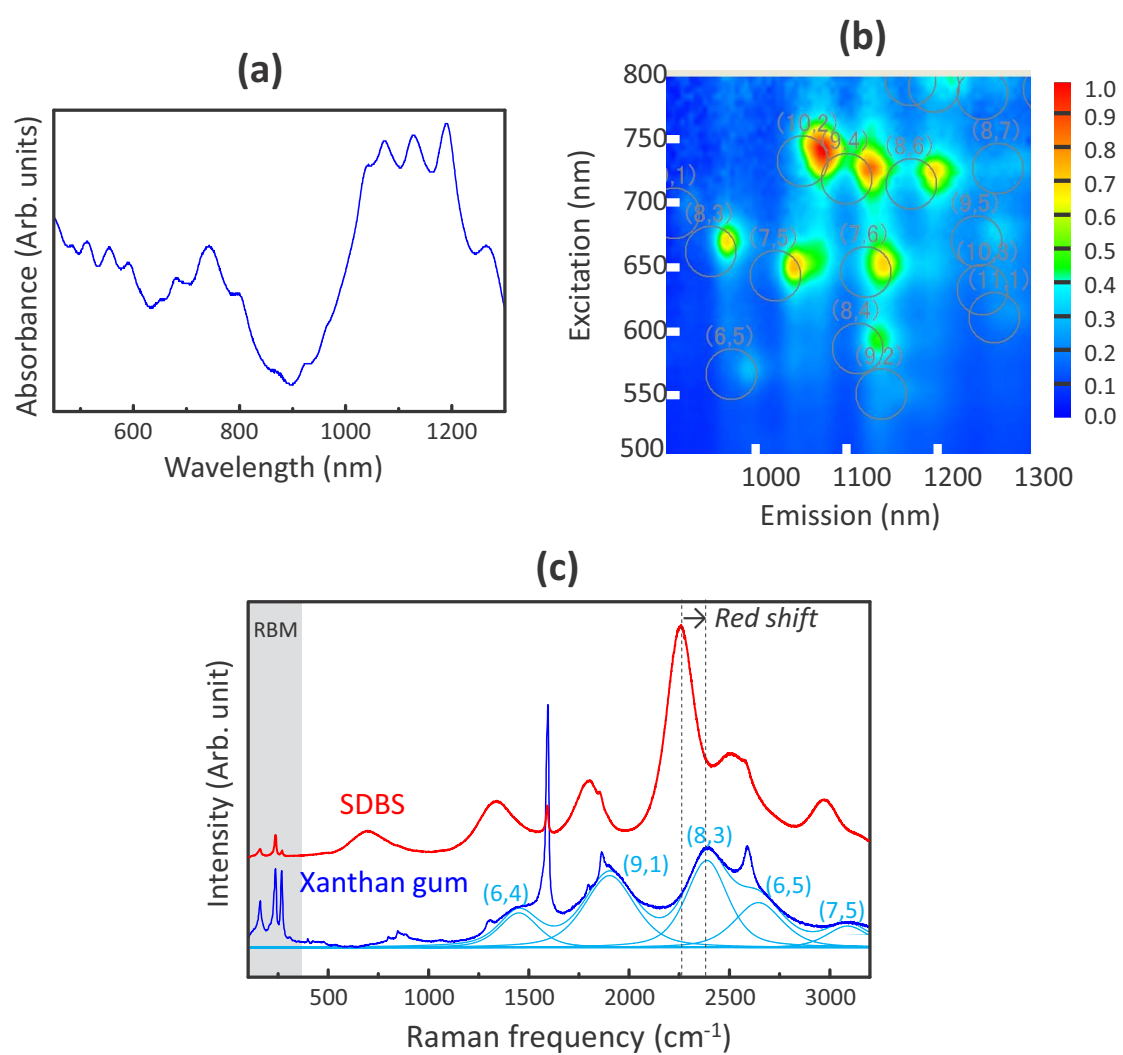 (a)
Absorbance (Arb. units)
600 800 1000 1200
Wavelength (nm)
(b)
Excitation (nm)
800
750
700
650
600
550
500
(10,2)
(9,4)
(8,6)
(8,7)
,1)
(8,3)
(7,5)
(7,6)
(9,5)
(10,3)
(11,1)
(6,5)
(8,4)
(9,2)
1000 1100 1200 1300
Emission (nm)
1.0
0.9
0.8
0.7
0.6
0.5
0.4
0.3
0.2
0.1
0.0
(c)
Intensity (Arb. unit)
RBM
Red shift
SDBS
Xanthan gum
(6,4)
(9,1)
(8,3)
(6,5)
(7,5)
500 1000 1500 2000 2500 3000
Raman frequency (cm⁻¹)